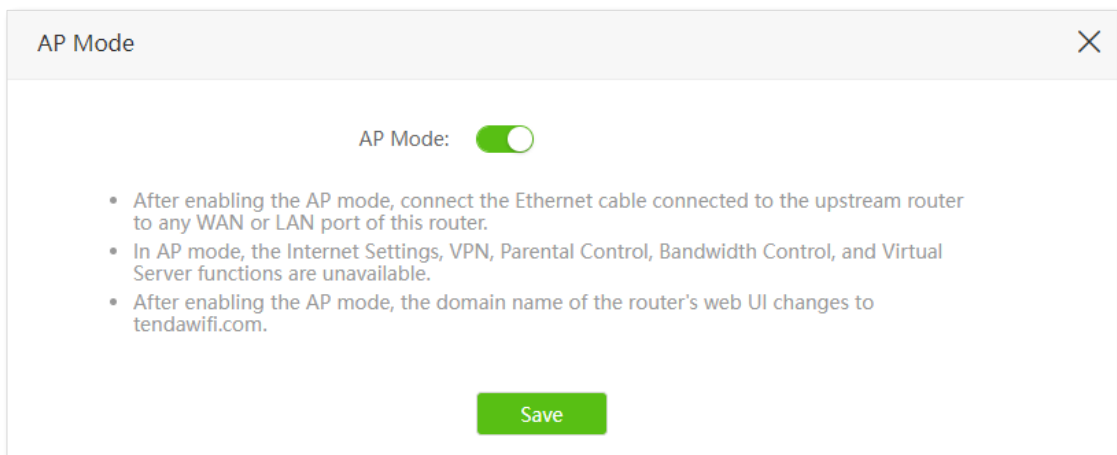 AP Mode
AP Mode:
• After enabling the AP mode, connect the Ethernet cable connected to the upstream router
to any WAN or LAN port of this router.
• In AP mode, the Internet Settings, VPN, Parental Control, Bandwidth Control, and Virtual
Server functions are unavailable.
• After enabling the AP mode, the domain name of the router's web UI changes to
tendawifi.com.
Save